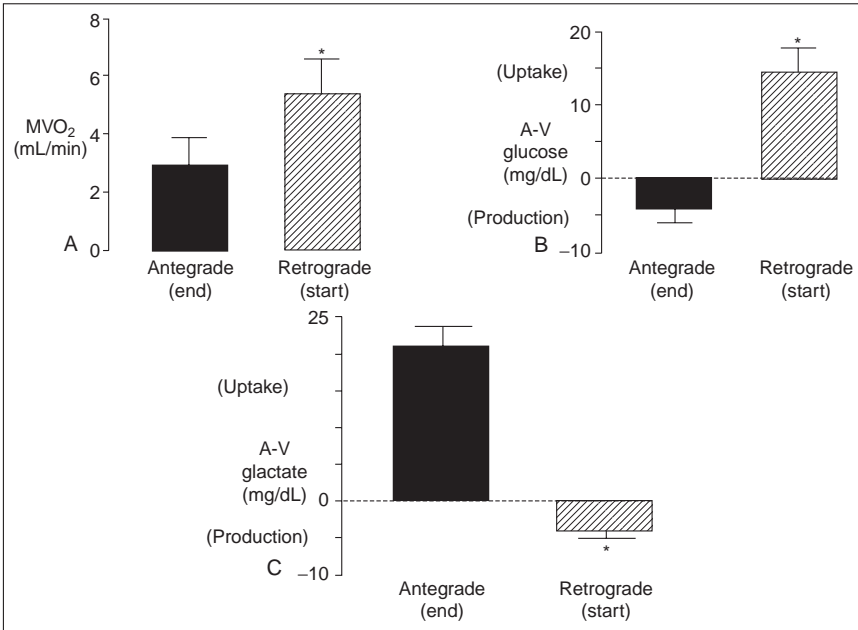 8
6
4
2
0
MVO₂
(mL/min)
*
A
Antegrade
(end)
Retrograde
(start)
20
10
0
–10
(Uptake)
A-V
glucose
(mg/dL)
(Production)
*
B
Antegrade
(end)
Retrograde
(start)
25
0
–10
(Uptake)
A-V
glactate
(mg/dL)
(Production)
*
C
Antegrade
(end)
Retrograde
(start)